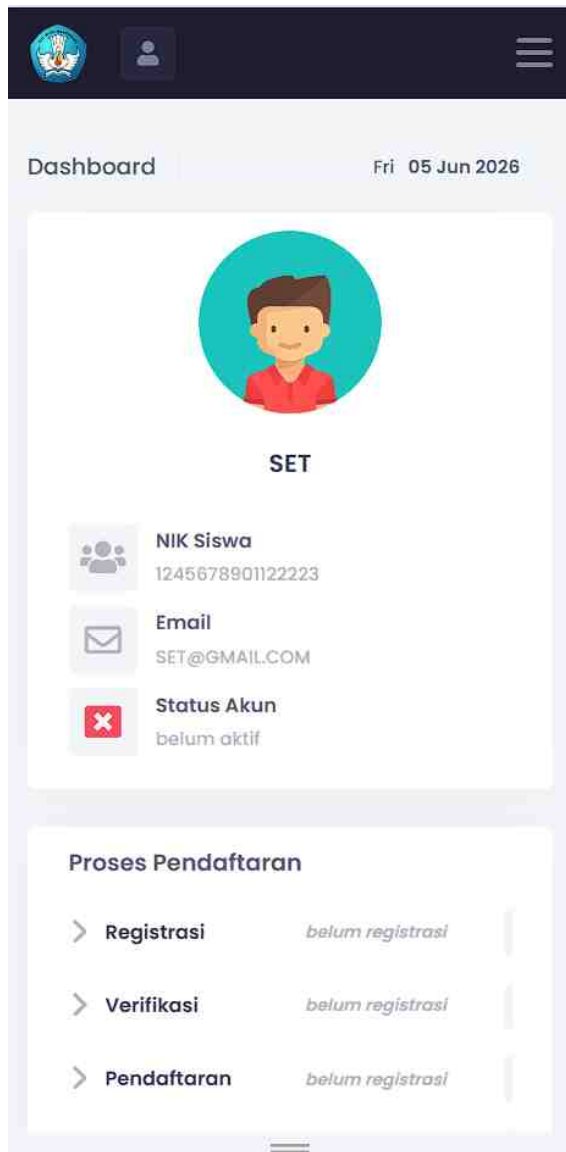 Dashboard Fri 05 Jun 2026
SET
NIK Siswa
1245678901122223
Email
SET@GMAIL.COM
Status Akun
belum aktif
Proses Pendaftaran
Registrasi belum registrasi
Verifikasi belum registrasi
Pendaftaran belum registrasi